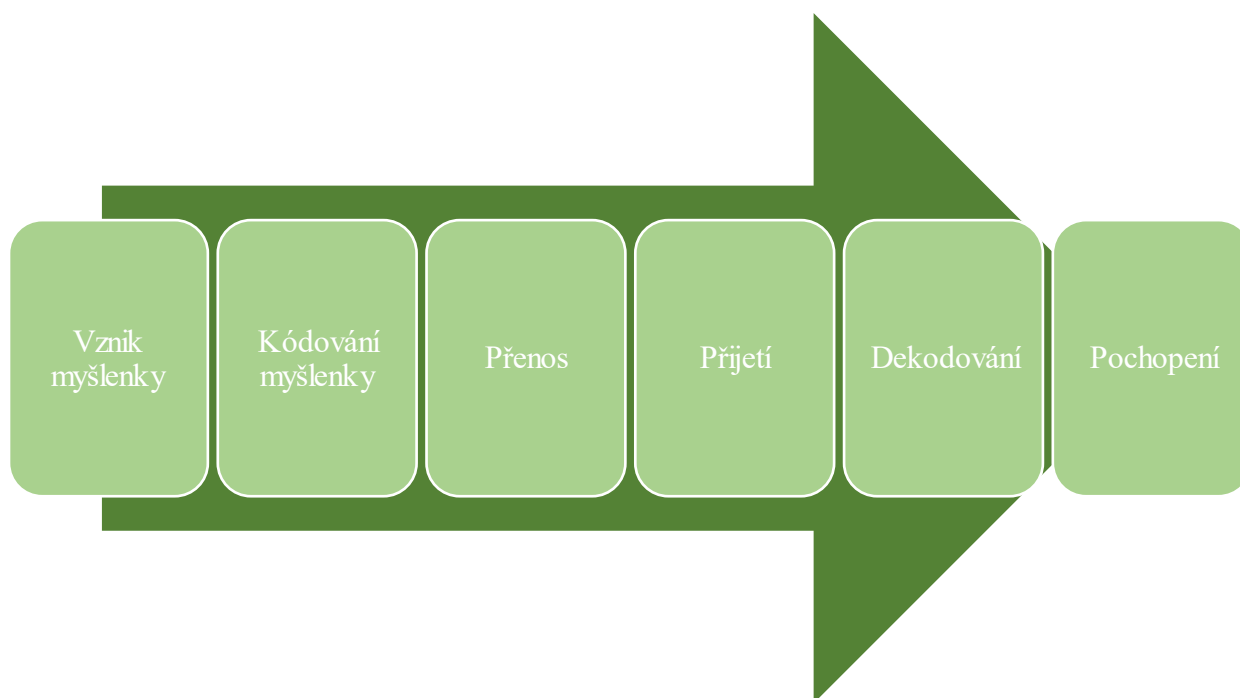 Vznik
myšlenky
Kódování
myšlenky
Přenos
Přijetí
Dekodování
Pochopení